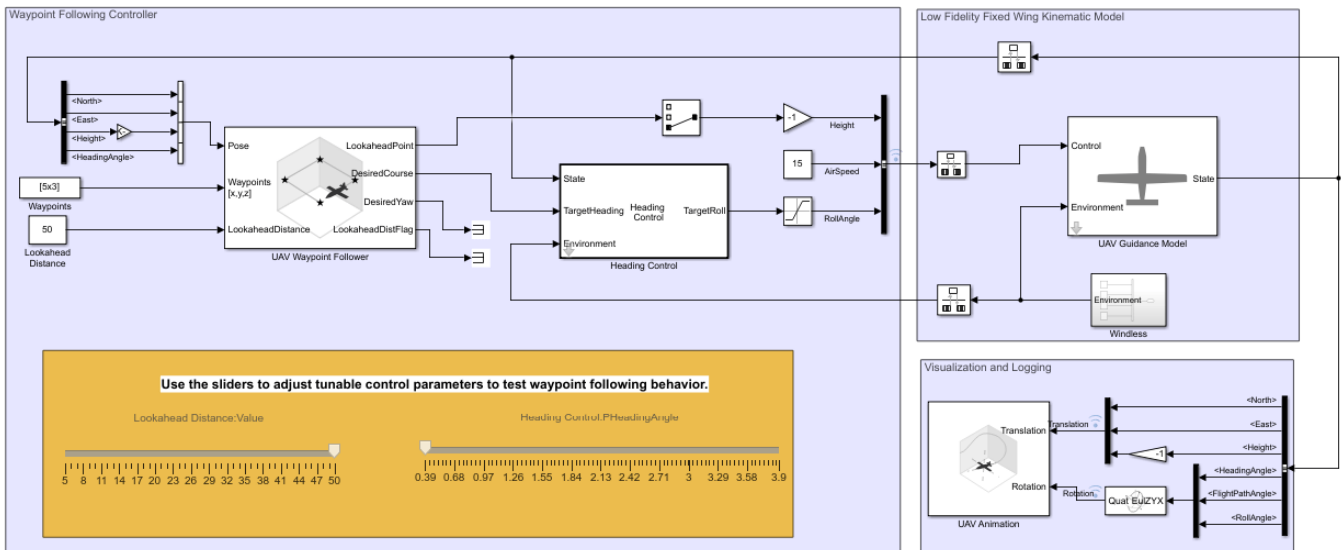 Waypoint Following Controller
<North>
<East>
<Height>
<HeadingAngle>
[5x3]
Waypoints
50
Lookahead
Distance
Pose
Waypoints
[x,y,z]
LookaheadDistance
LookaheadPoint
DesiredCourse
DesiredYaw
LookaheadDistFlag
UAV Waypoint Follower
State
TargetHeading
Environment
Heading
Control
TargetRoll
Heading Control
-1
Height
15
AirSpeed
RollAngle
Use the sliders to adjust tunable control parameters to test waypoint following behavior.
Lookahead Distance:Value
5 8 11 14 17 20 23 26 29 32 35 38 41 44 47 50
Heading Control:PHeadingAngle
0.39 0.68 0.97 1.26 1.55 1.84 2.13 2.42 2.71 3 3.29 3.58 3.9
Low Fidelity Fixed Wing Kinematic Model
Control
Environment
State
UAV Guidance Model
Environment
Windless
Visualization and Logging
Translation
Rotation
UAV Animation
Translation
Rotation
-1
Quat EulZYX
<North>
<East>
<Height>
<HeadingAngle>
<FlightPathAngle>
<RollAngle>